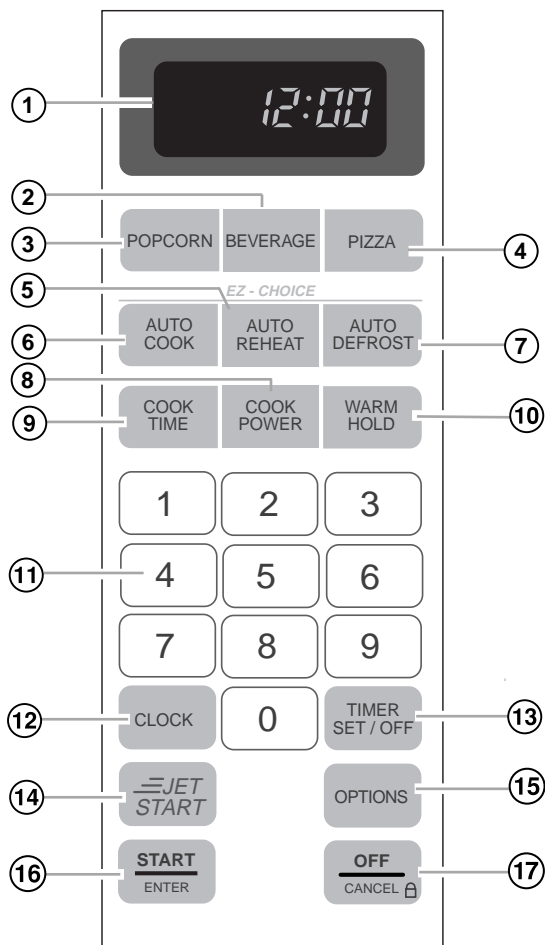 1
12:00
2
3
POPCORN
BEVERAGE
PIZZA
4
5
EZ - CHOICE
6
AUTO
COOK
AUTO
REHEAT
AUTO
DEFROST
7
8
9
COOK
TIME
COOK
POWER
WARM
HOLD
10
1
2
3
11
4
5
6
7
8
9
12
CLOCK
0
TIMER
SET / OFF
13
14
JET
START
OPTIONS
15
16
START
ENTER
OFF
CANCEL
17